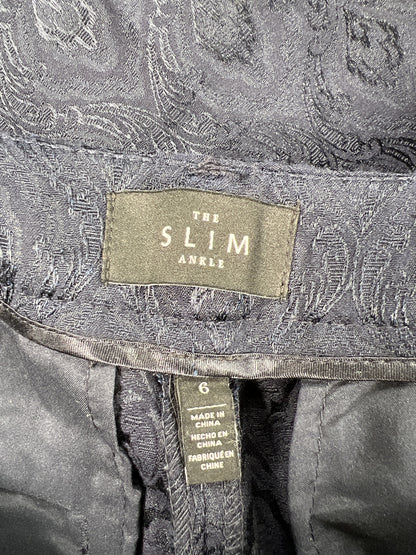 THE
SLIM
ANKLE
6
MADE IN
CHINA
HECHO EN
CHINA
FABRIQUÉ EN
CHINE